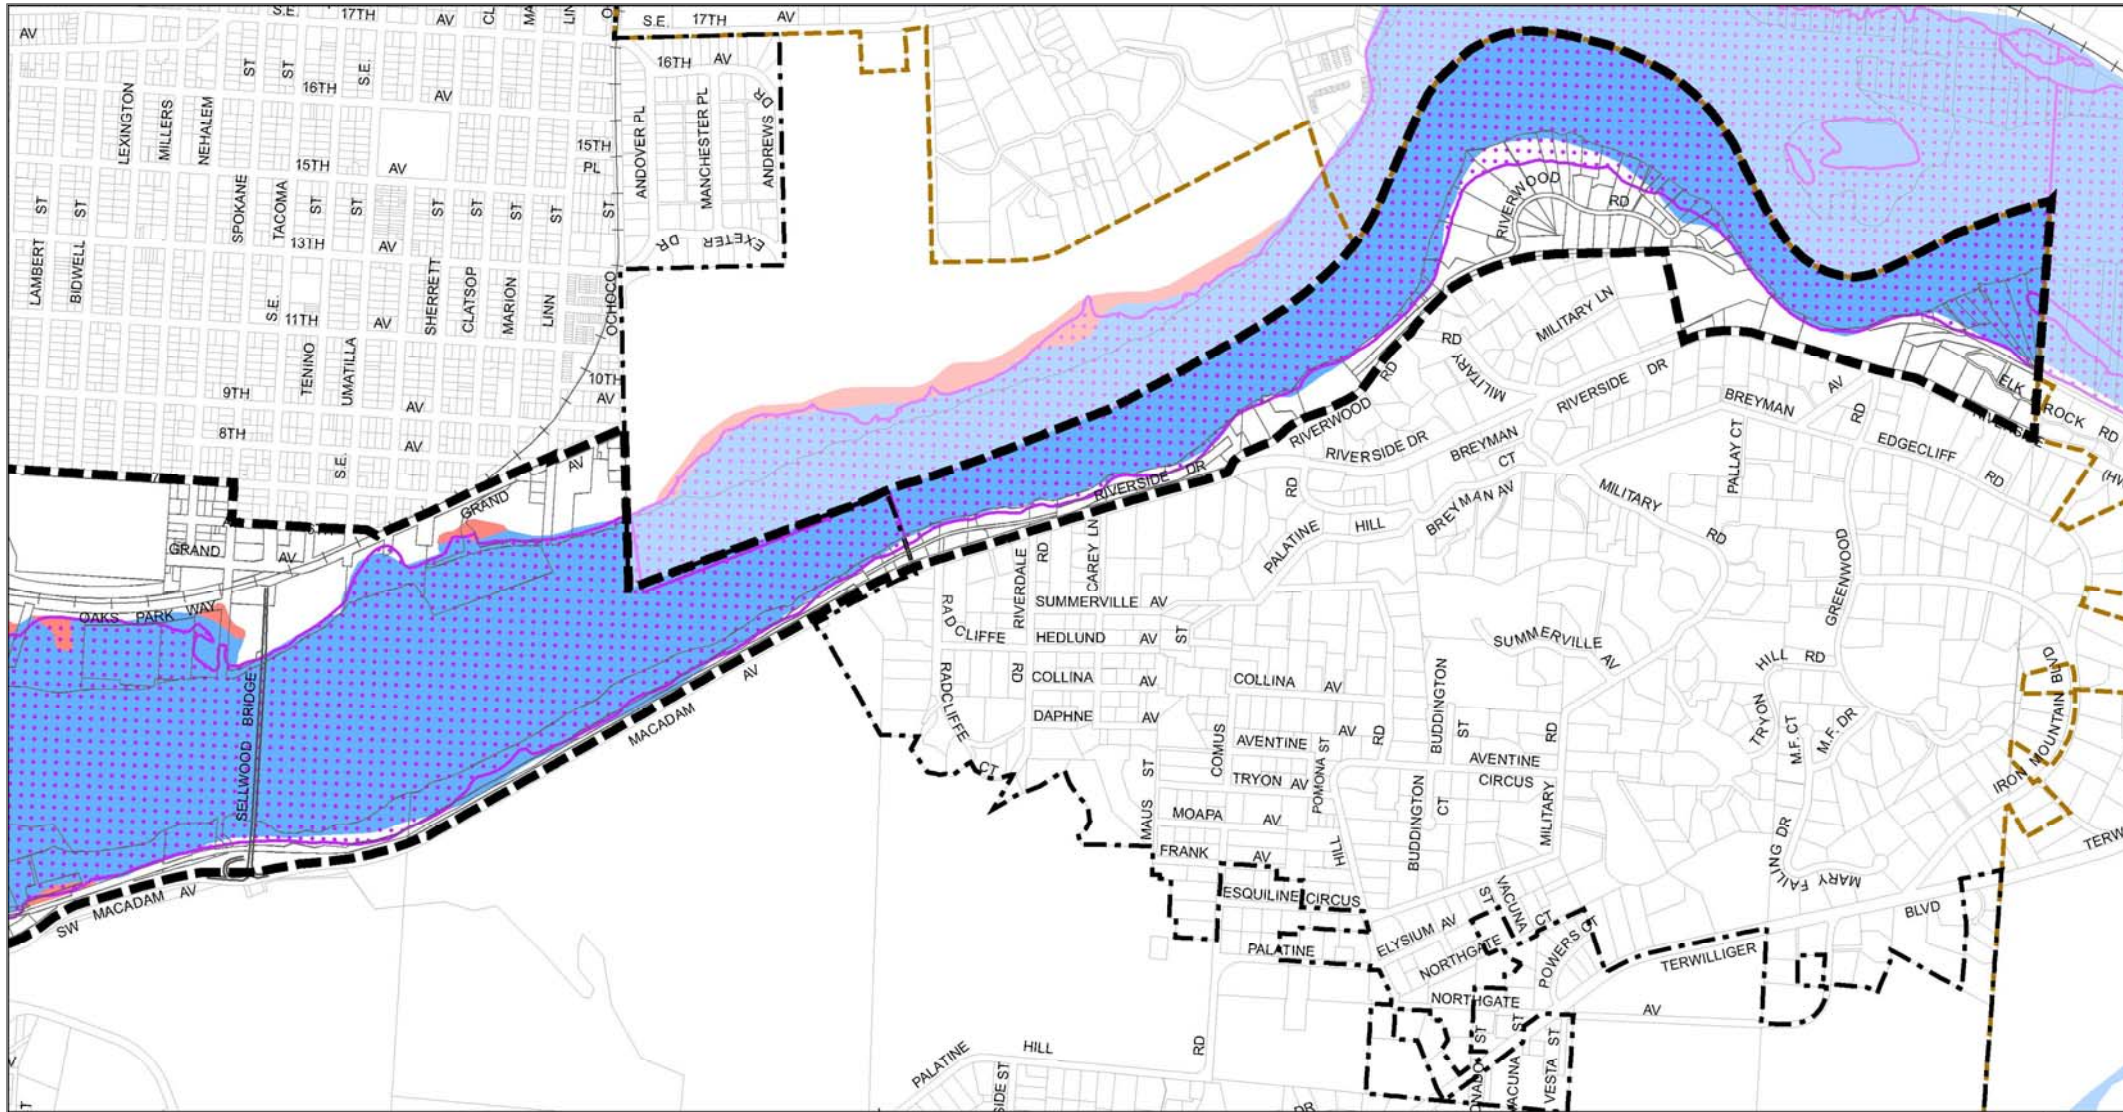 S.E. 17TH AV
AV
S.E. 17TH AV
16TH AV
ST
ST
S.E.
16TH
AV
LEXINGTON
MILLERS
NEHALEM
ANDOVER PL
MANCHESTER PL
ANDREWS DR
15TH
AV
15TH
PL
SPOKANE
TACOMA
ST
ST
ST
ST
ST
ST
ST
ST
ST
13TH
AV
EXETER DR
LAMBERT
BIDWELL
S.E.
11TH
AV
SHERRETT
CLATSOP
MARION
LINN
OCHOCO
TENINO
UMATILLA
9TH
AV
10TH
AV
8TH
AV
S.E.
GRAND
AV
GRAND
AV
OAKS PARK WAY
SELLWOOD BRIDGE
SW MACADAM AV
MACADAM
AV
RIVERWOOD
RD
MILITARY LN
RD
MILITARY
RIVERSIDE DR
RIVERWOOD
RD
RIVERSIDE DR
BREYMAN
CT
BREYMAN AV
BREYMAN
AV
RD
ELK ROCK RD
RIVERSIDE
(HW
EDGECLIFF
RD
PALLAY CT
RIVERSIDE DR
RD
HILL
PALATINE
MILITARY
RD
GREENWOOD
RIVERDALE
RD
CAREY LN
SUMMERVILLE AV
RADCLIFFE
HEDLUND AV
ST
SUMMERVILLE
AV
HILL RD
TRYON
IRON MOUNTAIN BLVD
RADCLIFFE
CT
RD
COLLINA AV
COLLINA AV
DAPHNE AV
COMUS
AVENTINE
AV
RD
BUDDINGTON
ST
RD
M.F. CT
M.F. DR
POMONA ST
AVENTINE
CIRCUS
TRYON AV
MAUS ST
MOAPA AV
HILL
BUDDINGTON
CT
MILITARY
FRANK AV
ESQUILINE CIRCUS
MARY FAILING DR
TERW
VACUNA
ST
CT
ELYSIUM AV
NORTHGATE
POWERS CT
PALATINE
TERWILLIGER
BLVD
NORTHGATE
AV
PALATINE
HILL
RD
SIDE ST
ST
ST
VESTA ST
DR